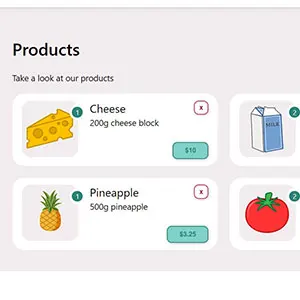 Products
Take a look at our products
1
Cheese
200g cheese block
x
$10
MILK
2
1
Pineapple
500g pineapple
x
$3.25
2